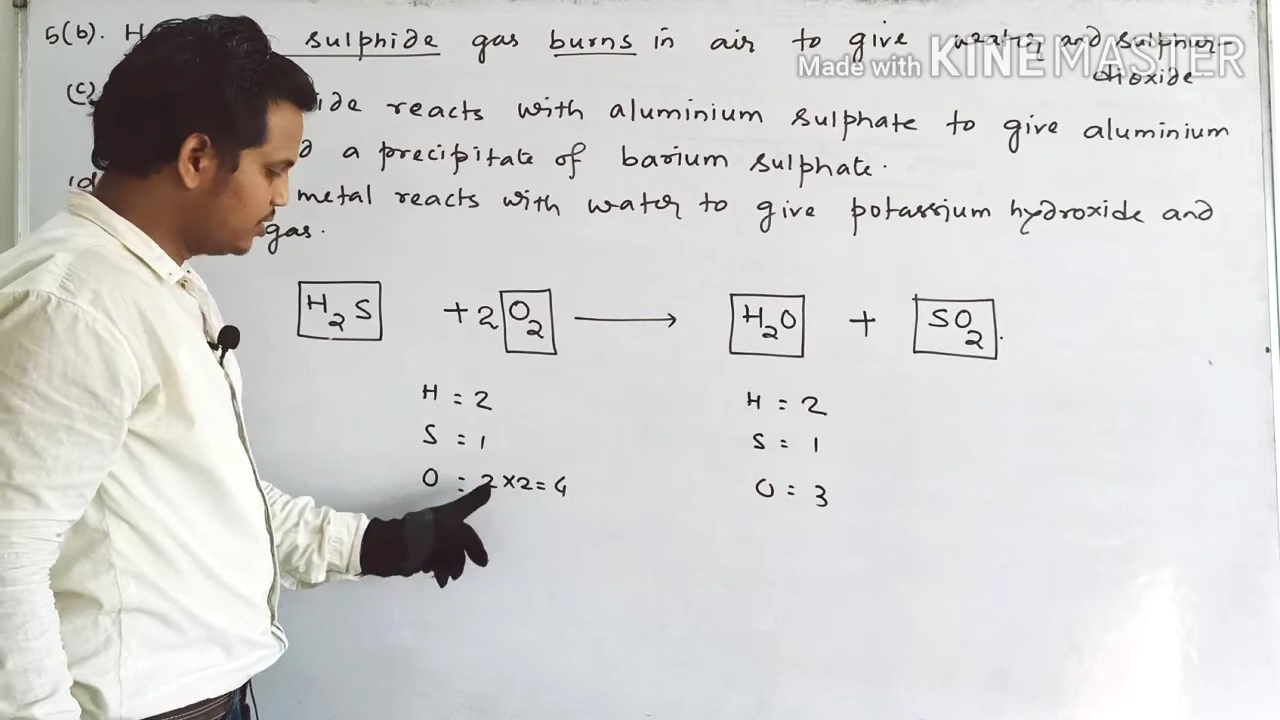 5(b). H sulphide gas burns in air to give water and sulphur-
dioxide
Made with KINEMASTER
(c) ide reacts with aluminium sulphate to give aluminium
a precipitate of barium sulphate.
(d metal reacts with water to give potassium hydroxide and
gas.
H₂S + 2 O₂ ⟶ H₂O + SO₂.
H = 2 H = 2
S = 1 S = 1
O = 2×2=4 O = 3